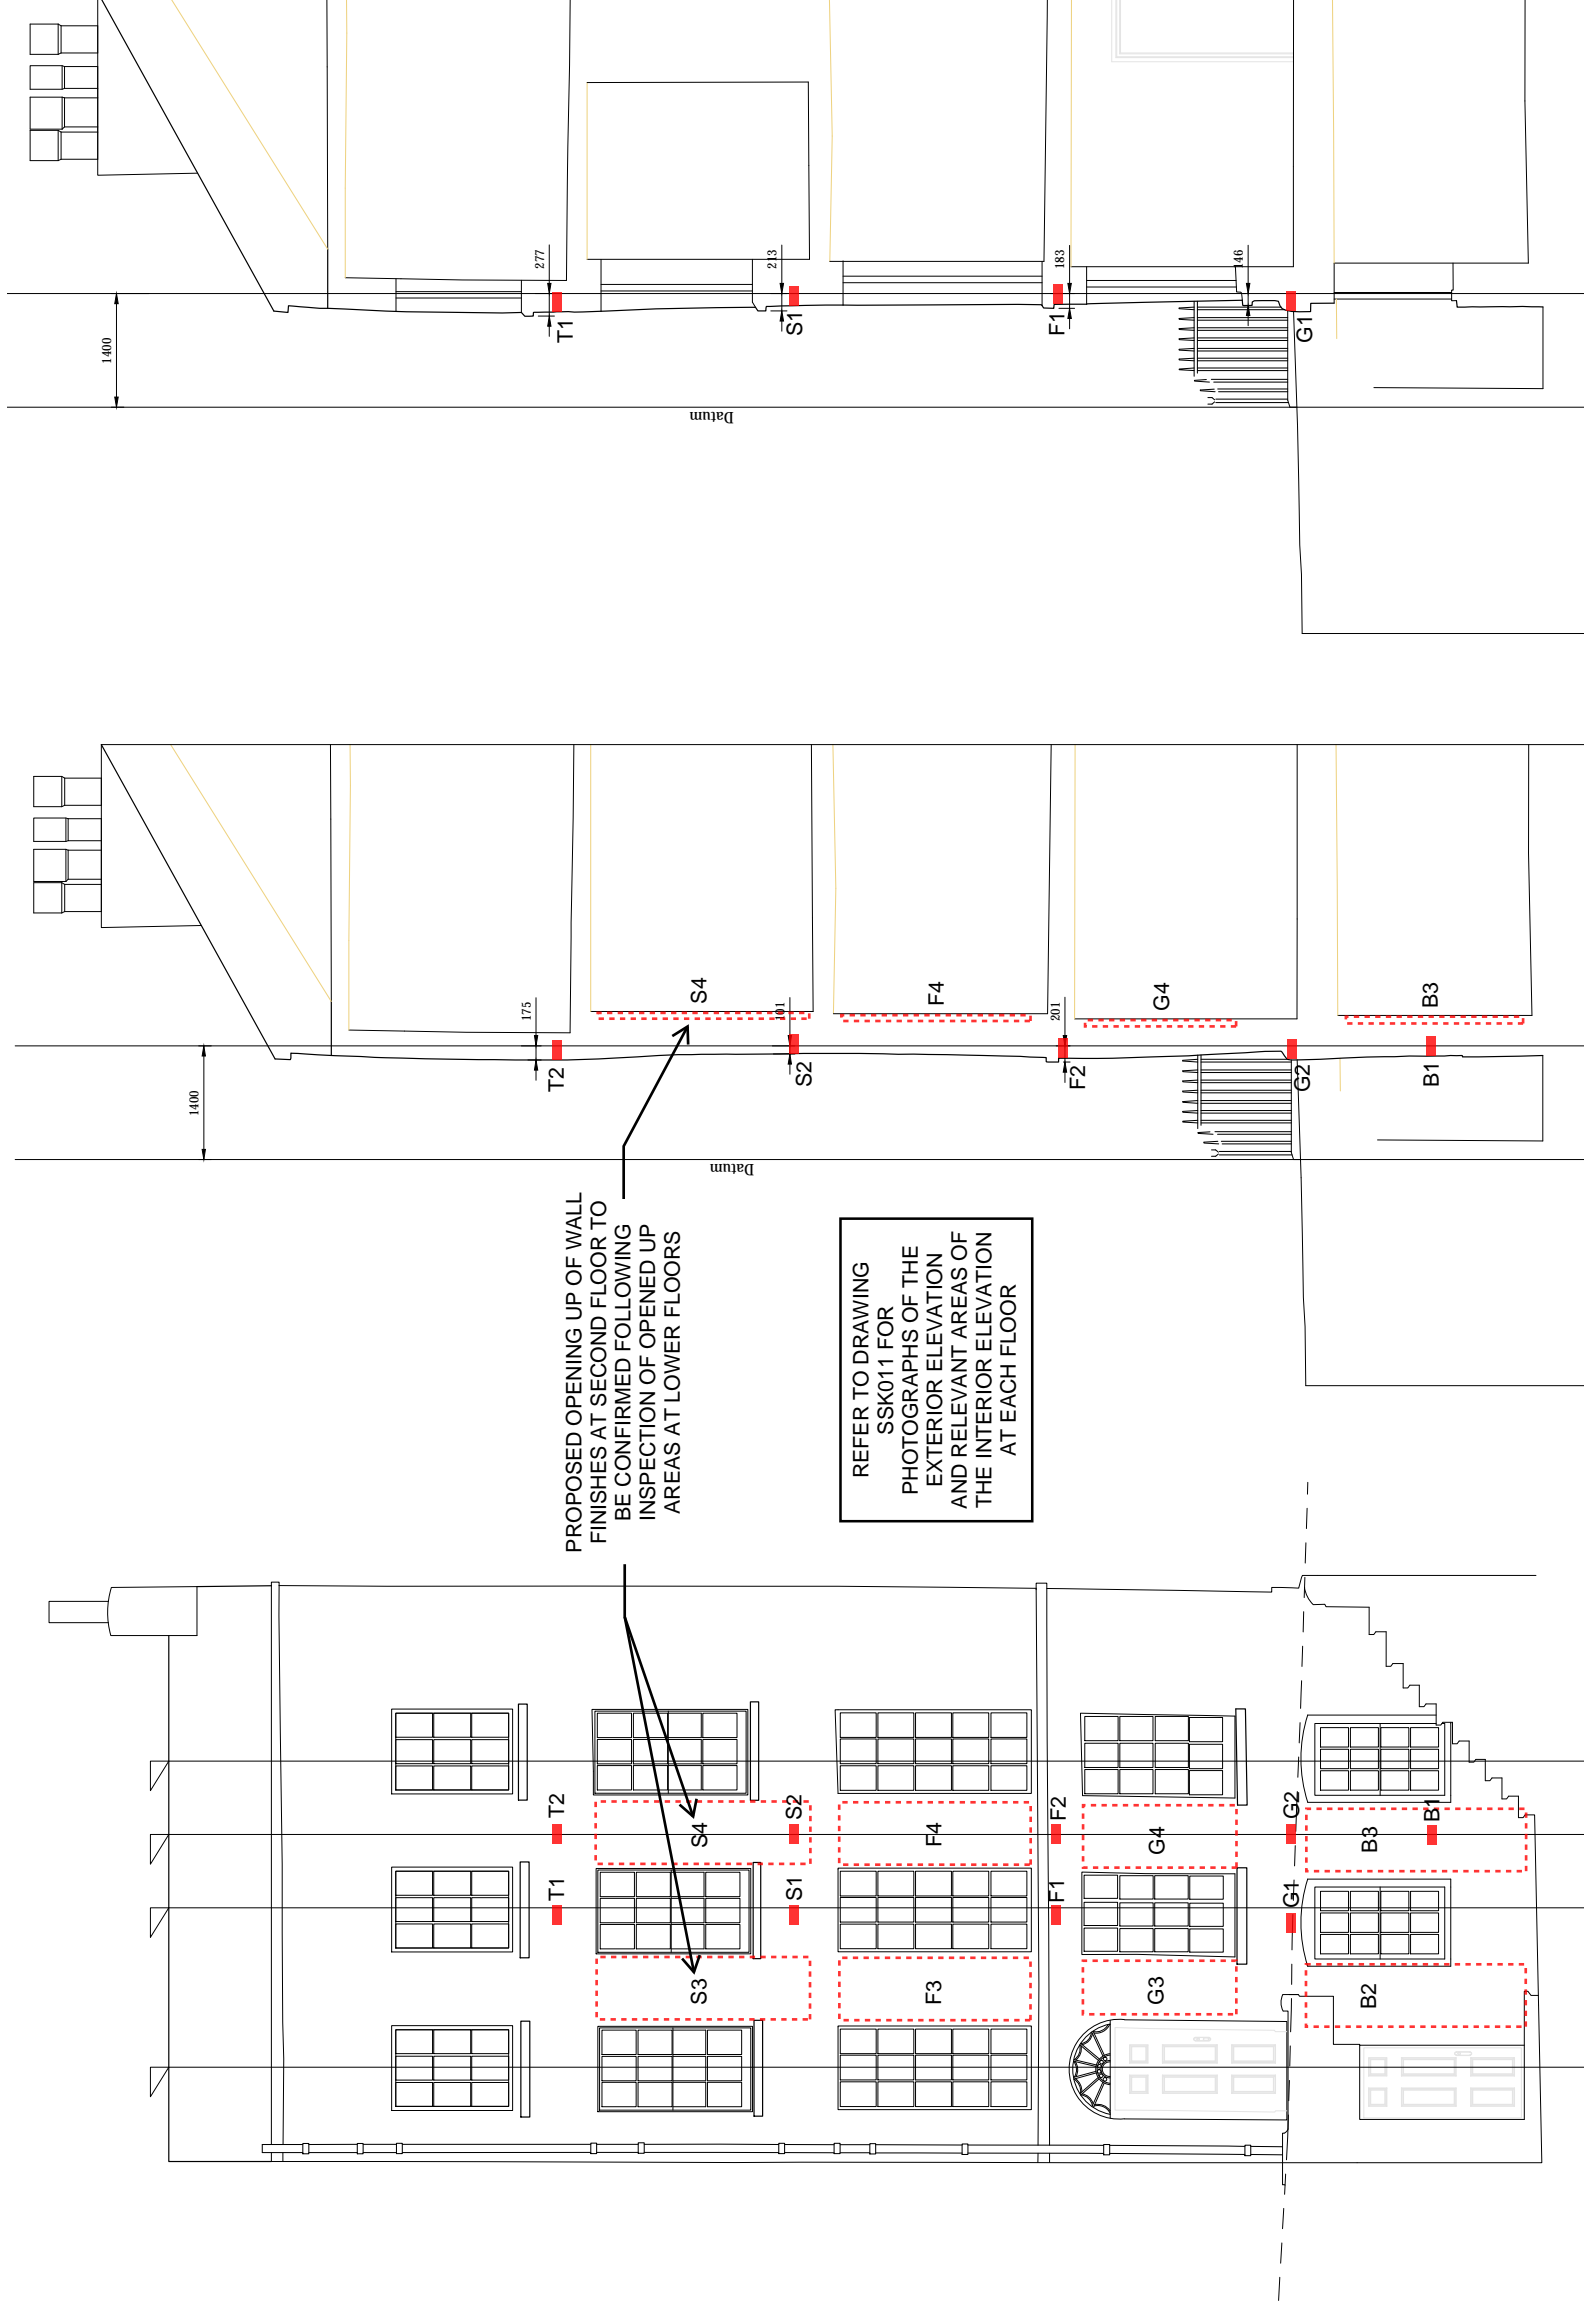 PROPOSED OPENING UP OF WALL
FINISHES AT SECOND FLOOR TO
BE CONFIRMED FOLLOWING
INSPECTION OF OPENED UP
AREAS AT LOWER FLOORS
REFER TO DRAWING
SSK011 FOR
PHOTOGRAPHS OF THE
EXTERIOR ELEVATION
AND RELEVANT AREAS OF
THE INTERIOR ELEVATION
AT EACH FLOOR
T1
T2
S3
S4
S1
S2
F3
F4
F1
F2
G3
G4
G1
G2
B2
B3
B1
1400
Datum
175
T2
S4
101
S2
F4
201
F2
G4
G2
B3
B1
1400
Datum
277
T1
213
S1
183
F1
146
G1